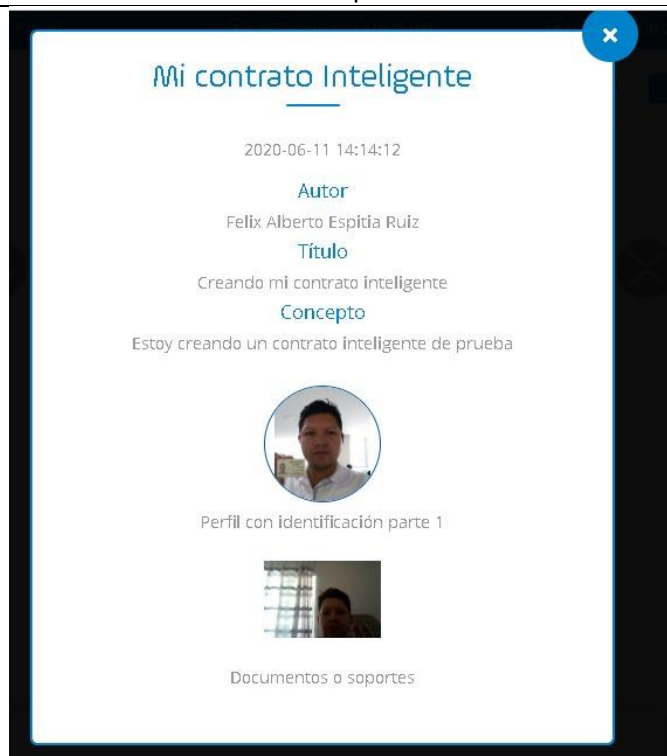 Mi contrato Inteligente
2020-06-11 14:14:12
Autor
Felix Alberto Espitia Ruiz
Título
Creando mi contrato inteligente
Concepto
Estoy creando un contrato inteligente de prueba
Perfil con identificación parte 1
Documentos o soportes